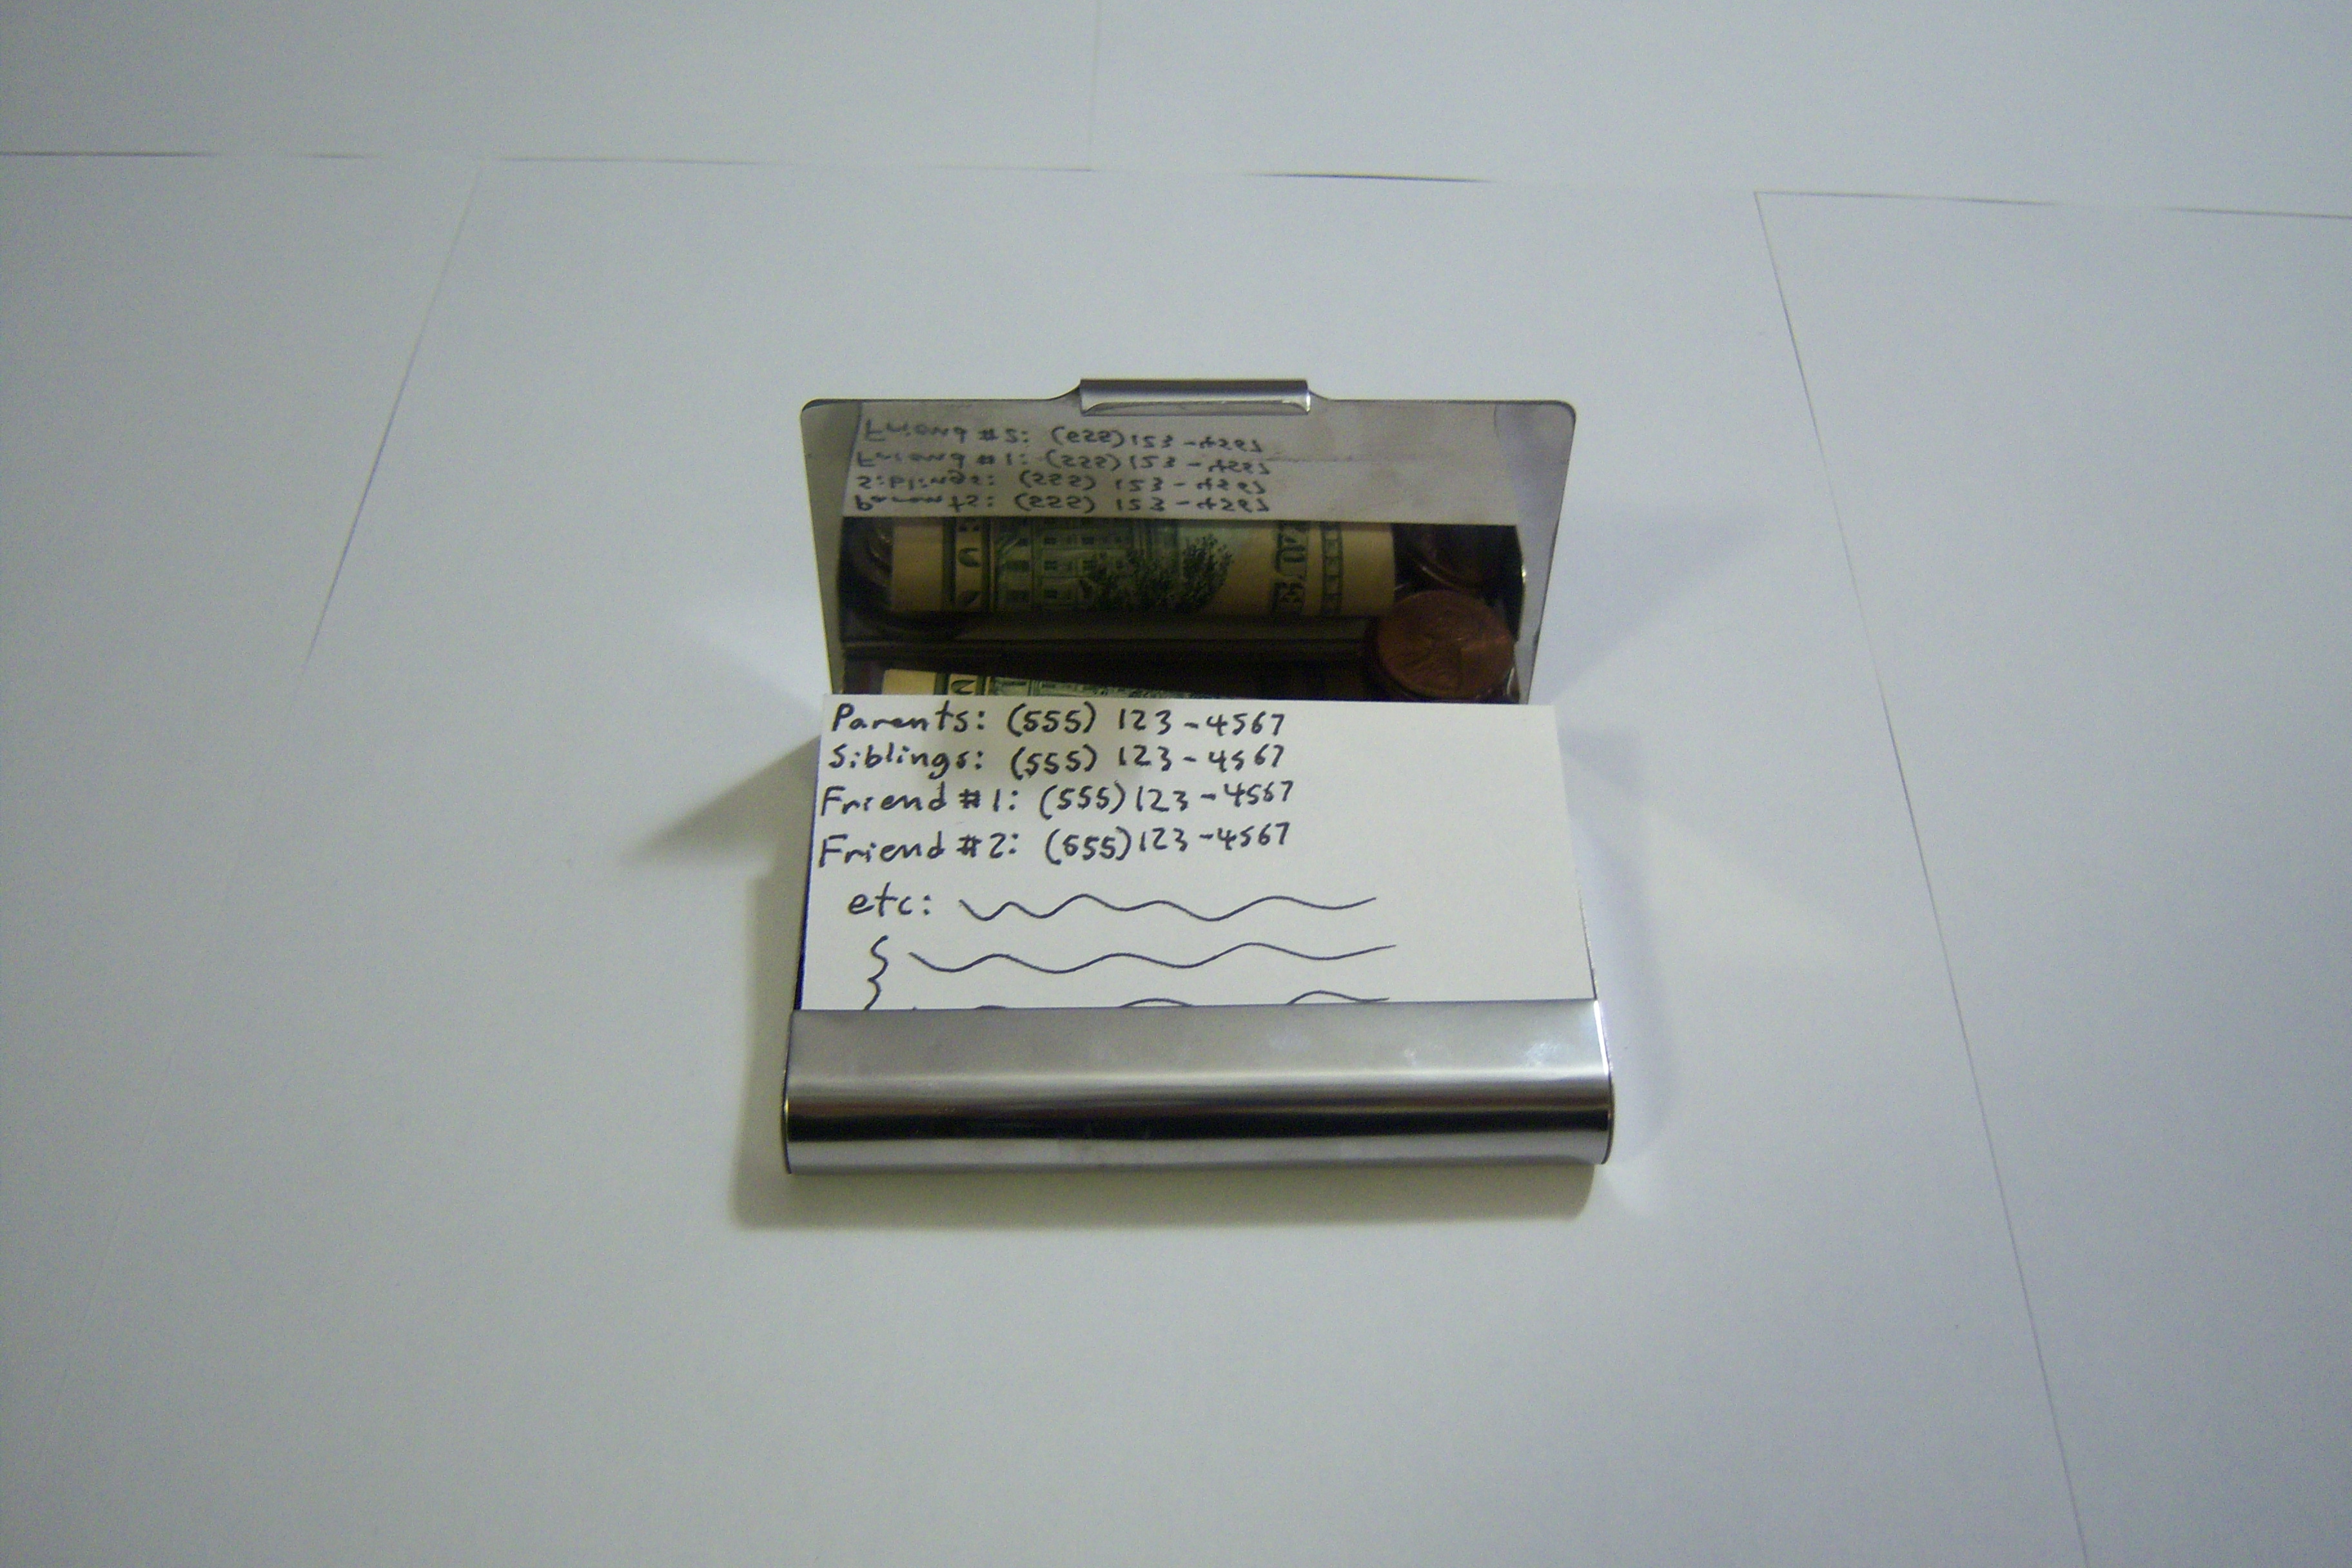 Parents: (555) 123-4567
Siblings: (555) 123-4567
Friend #1: (555) 123-4567
Friend #2: (555) 123-4567
etc: